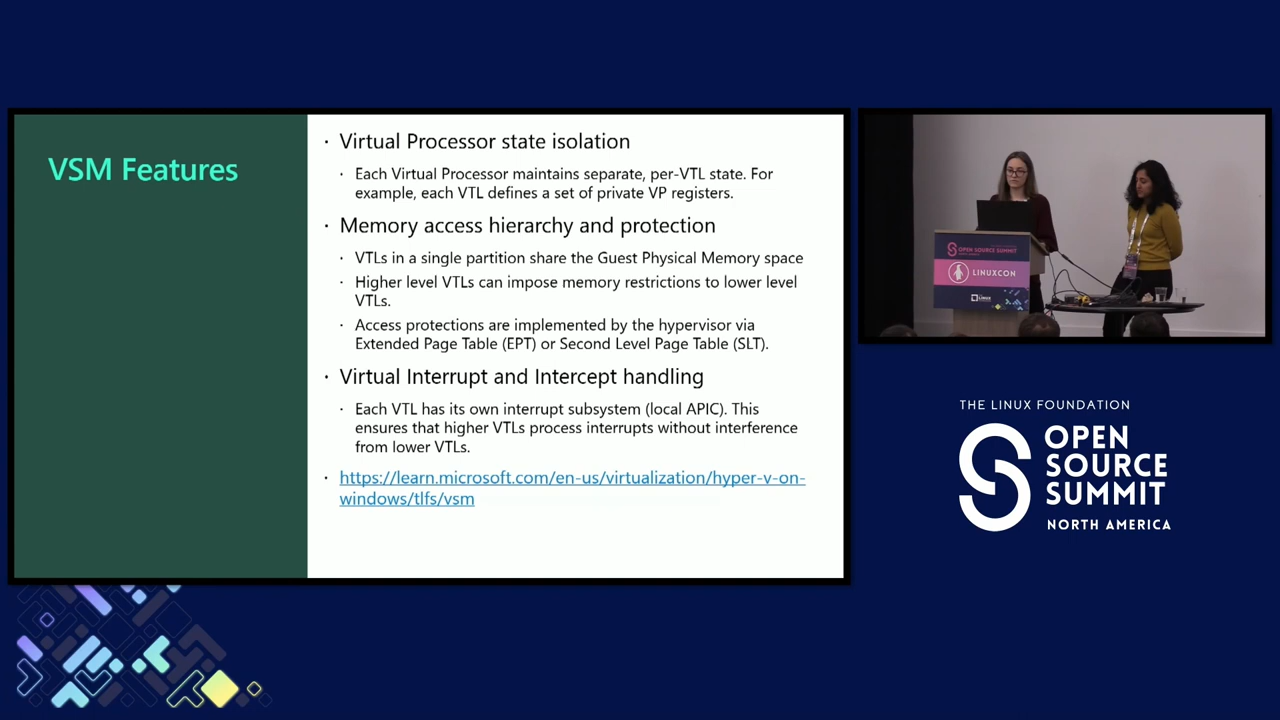 VSM Features
· Virtual Processor state isolation
· Each Virtual Processor maintains separate, per-VTL state. For
example, each VTL defines a set of private VP registers.
· Memory access hierarchy and protection
· VTLs in a single partition share the Guest Physical Memory space
· Higher level VTLs can impose memory restrictions to lower level
VTLs.
· Access protections are implemented by the hypervisor via
Extended Page Table (EPT) or Second Level Page Table (SLT).
· Virtual Interrupt and Intercept handling
· Each VTL has its own interrupt subsystem (local APIC). This
ensures that higher VTLs process interrupts without interference
from lower VTLs.
· https://learn.microsoft.com/en-us/virtualization/hyper-v-on-
windows/tlfs/vsm
OPEN SOURCE SUMMIT
LINUXCON
LINUX
THE LINUX FOUNDATION
OPEN
SOURCE
SUMMIT
NORTH AMERICA